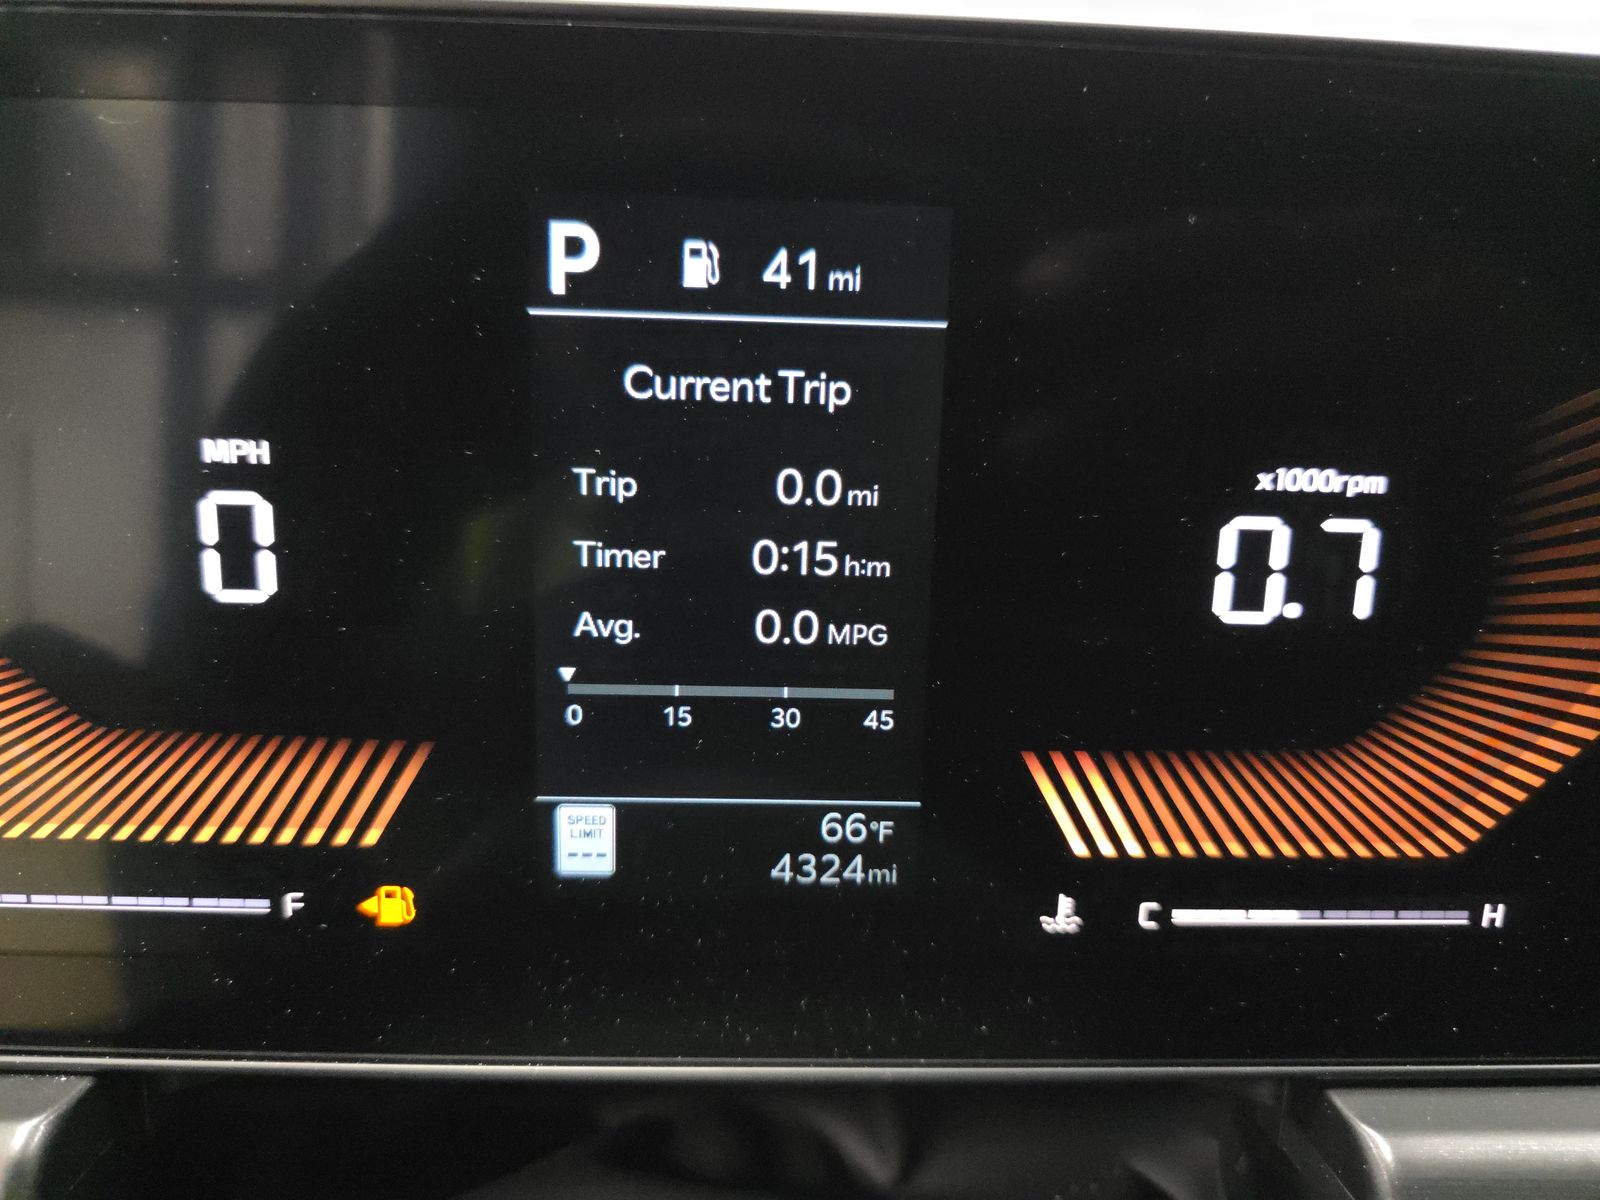 P 41 mi
Current Trip
MPH
0
Trip 0.0 mi
Timer 0:15 h:m
Avg. 0.0 MPG
0 15 30 45
x1000rpm
0.7
SPEED
LIMIT
---
66°F
4324 mi
F
C H